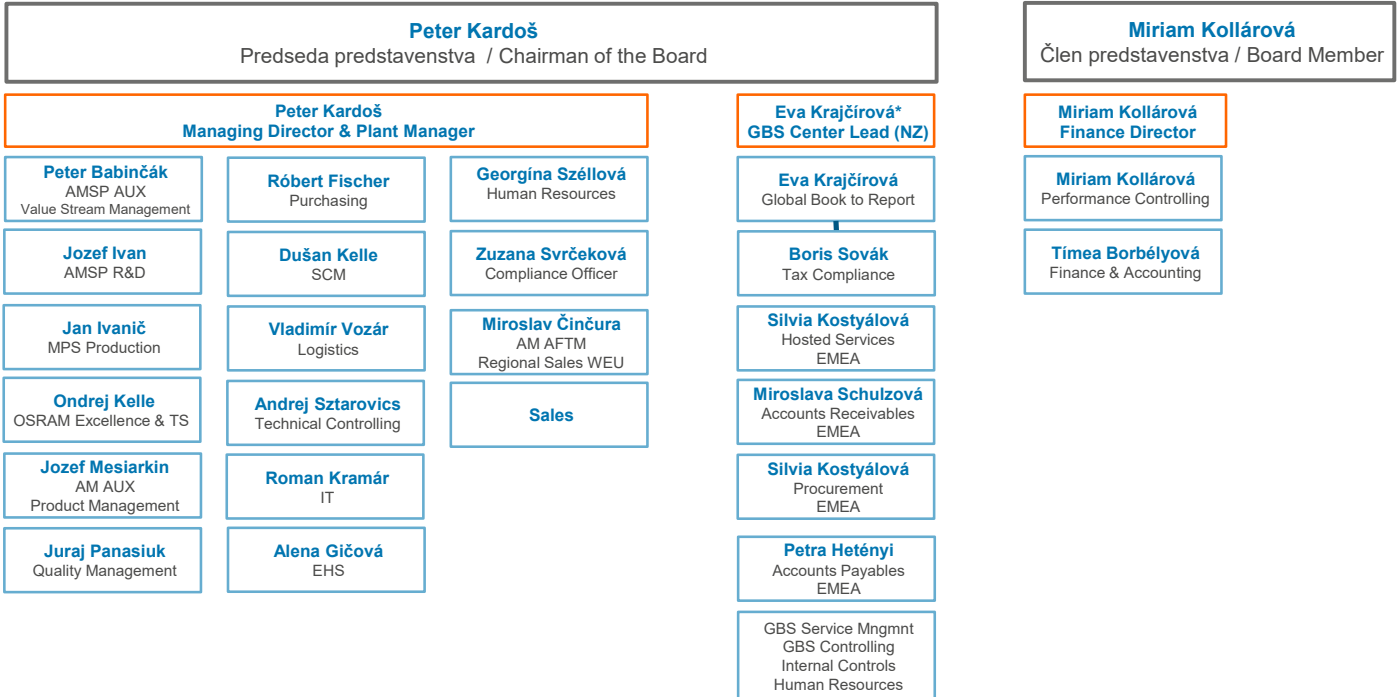 Peter Kardoš
Predseda predstavenstva / Chairman of the Board
Miriam Kollárová
Člen predstavenstva / Board Member
Peter Kardoš
Managing Director & Plant Manager
Eva Krajčírová*
GBS Center Lead (NZ)
Miriam Kollárová
Finance Director
Peter Babinčák
AMSP AUX
Value Stream Management
Jozef Ivan
AMSP R&D
Jan Ivanič
MPS Production
Ondrej Kelle
OSRAM Excellence & TS
Jozef Mesiarkin
AM AUX
Product Management
Juraj Panasiuk
Quality Management
Róbert Fischer
Purchasing
Dušan Kelle
SCM
Vladimír Vozár
Logistics
Andrej Sztarovics
Technical Controlling
Roman Kramár
IT
Alena Gičová
EHS
Georgína Széllová
Human Resources
Zuzana Svrčeková
Compliance Officer
Miroslav Činčura
AM AFTM
Regional Sales WEU
Sales
Eva Krajčírová
Global Book to Report
Boris Sovák
Tax Compliance
Silvia Kostyálová
Hosted Services
EMEA
Miroslava Schulzová
Accounts Receivables
EMEA
Silvia Kostyálová
Procurement
EMEA
Petra Hetényi
Accounts Payables
EMEA
GBS Service Mngmnt
GBS Controlling
Internal Controls
Human Resources
Miriam Kollárová
Performance Controlling
Tímea Borbélyová
Finance & Accounting